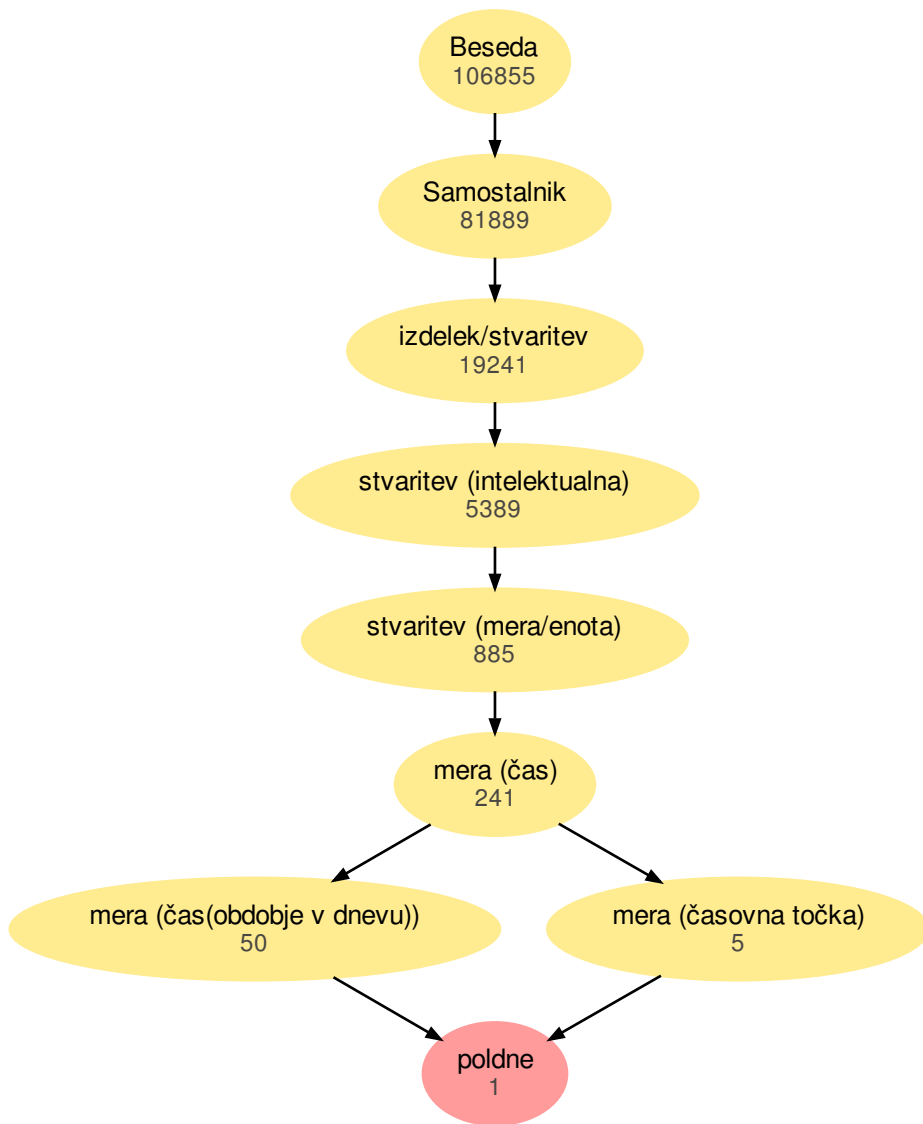 Beseda
106855
Samostalnik
81889
izdelek/stvaritev
19241
stvaritev (intelektualna)
5389
stvaritev (mera/enota)
885
mera (čas)
241
mera (čas(obdobje v dnevu))
50
mera (časovna točka)
5
poldne
1